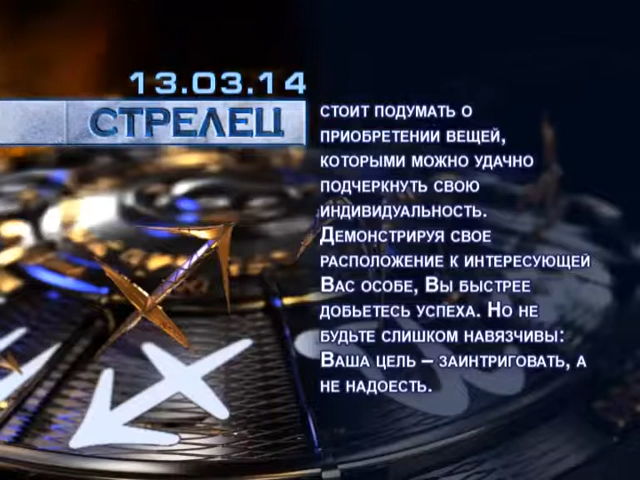 13.03.14
СТРЕЛЕЦ
стоит подумать о
приобретении вещей,
которыми можно удачно
подчеркнуть свою
индивидуальность.
Демонстрируя свое
расположение к интересующей
Вас особе, Вы быстрее
добьетесь успеха. Но не
будьте слишком навязчивы:
Ваша цель – заинтриговать, а
не надоесть.